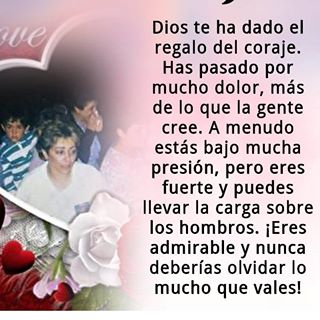 ove
Dios te ha dado el
regalo del coraje.
Has pasado por
mucho dolor, más
de lo que la gente
cree. A menudo
estás bajo mucha
presión, pero eres
fuerte y puedes
llevar la carga sobre
los hombros. ¡Eres
admirable y nunca
deberías olvidar lo
mucho que vales!